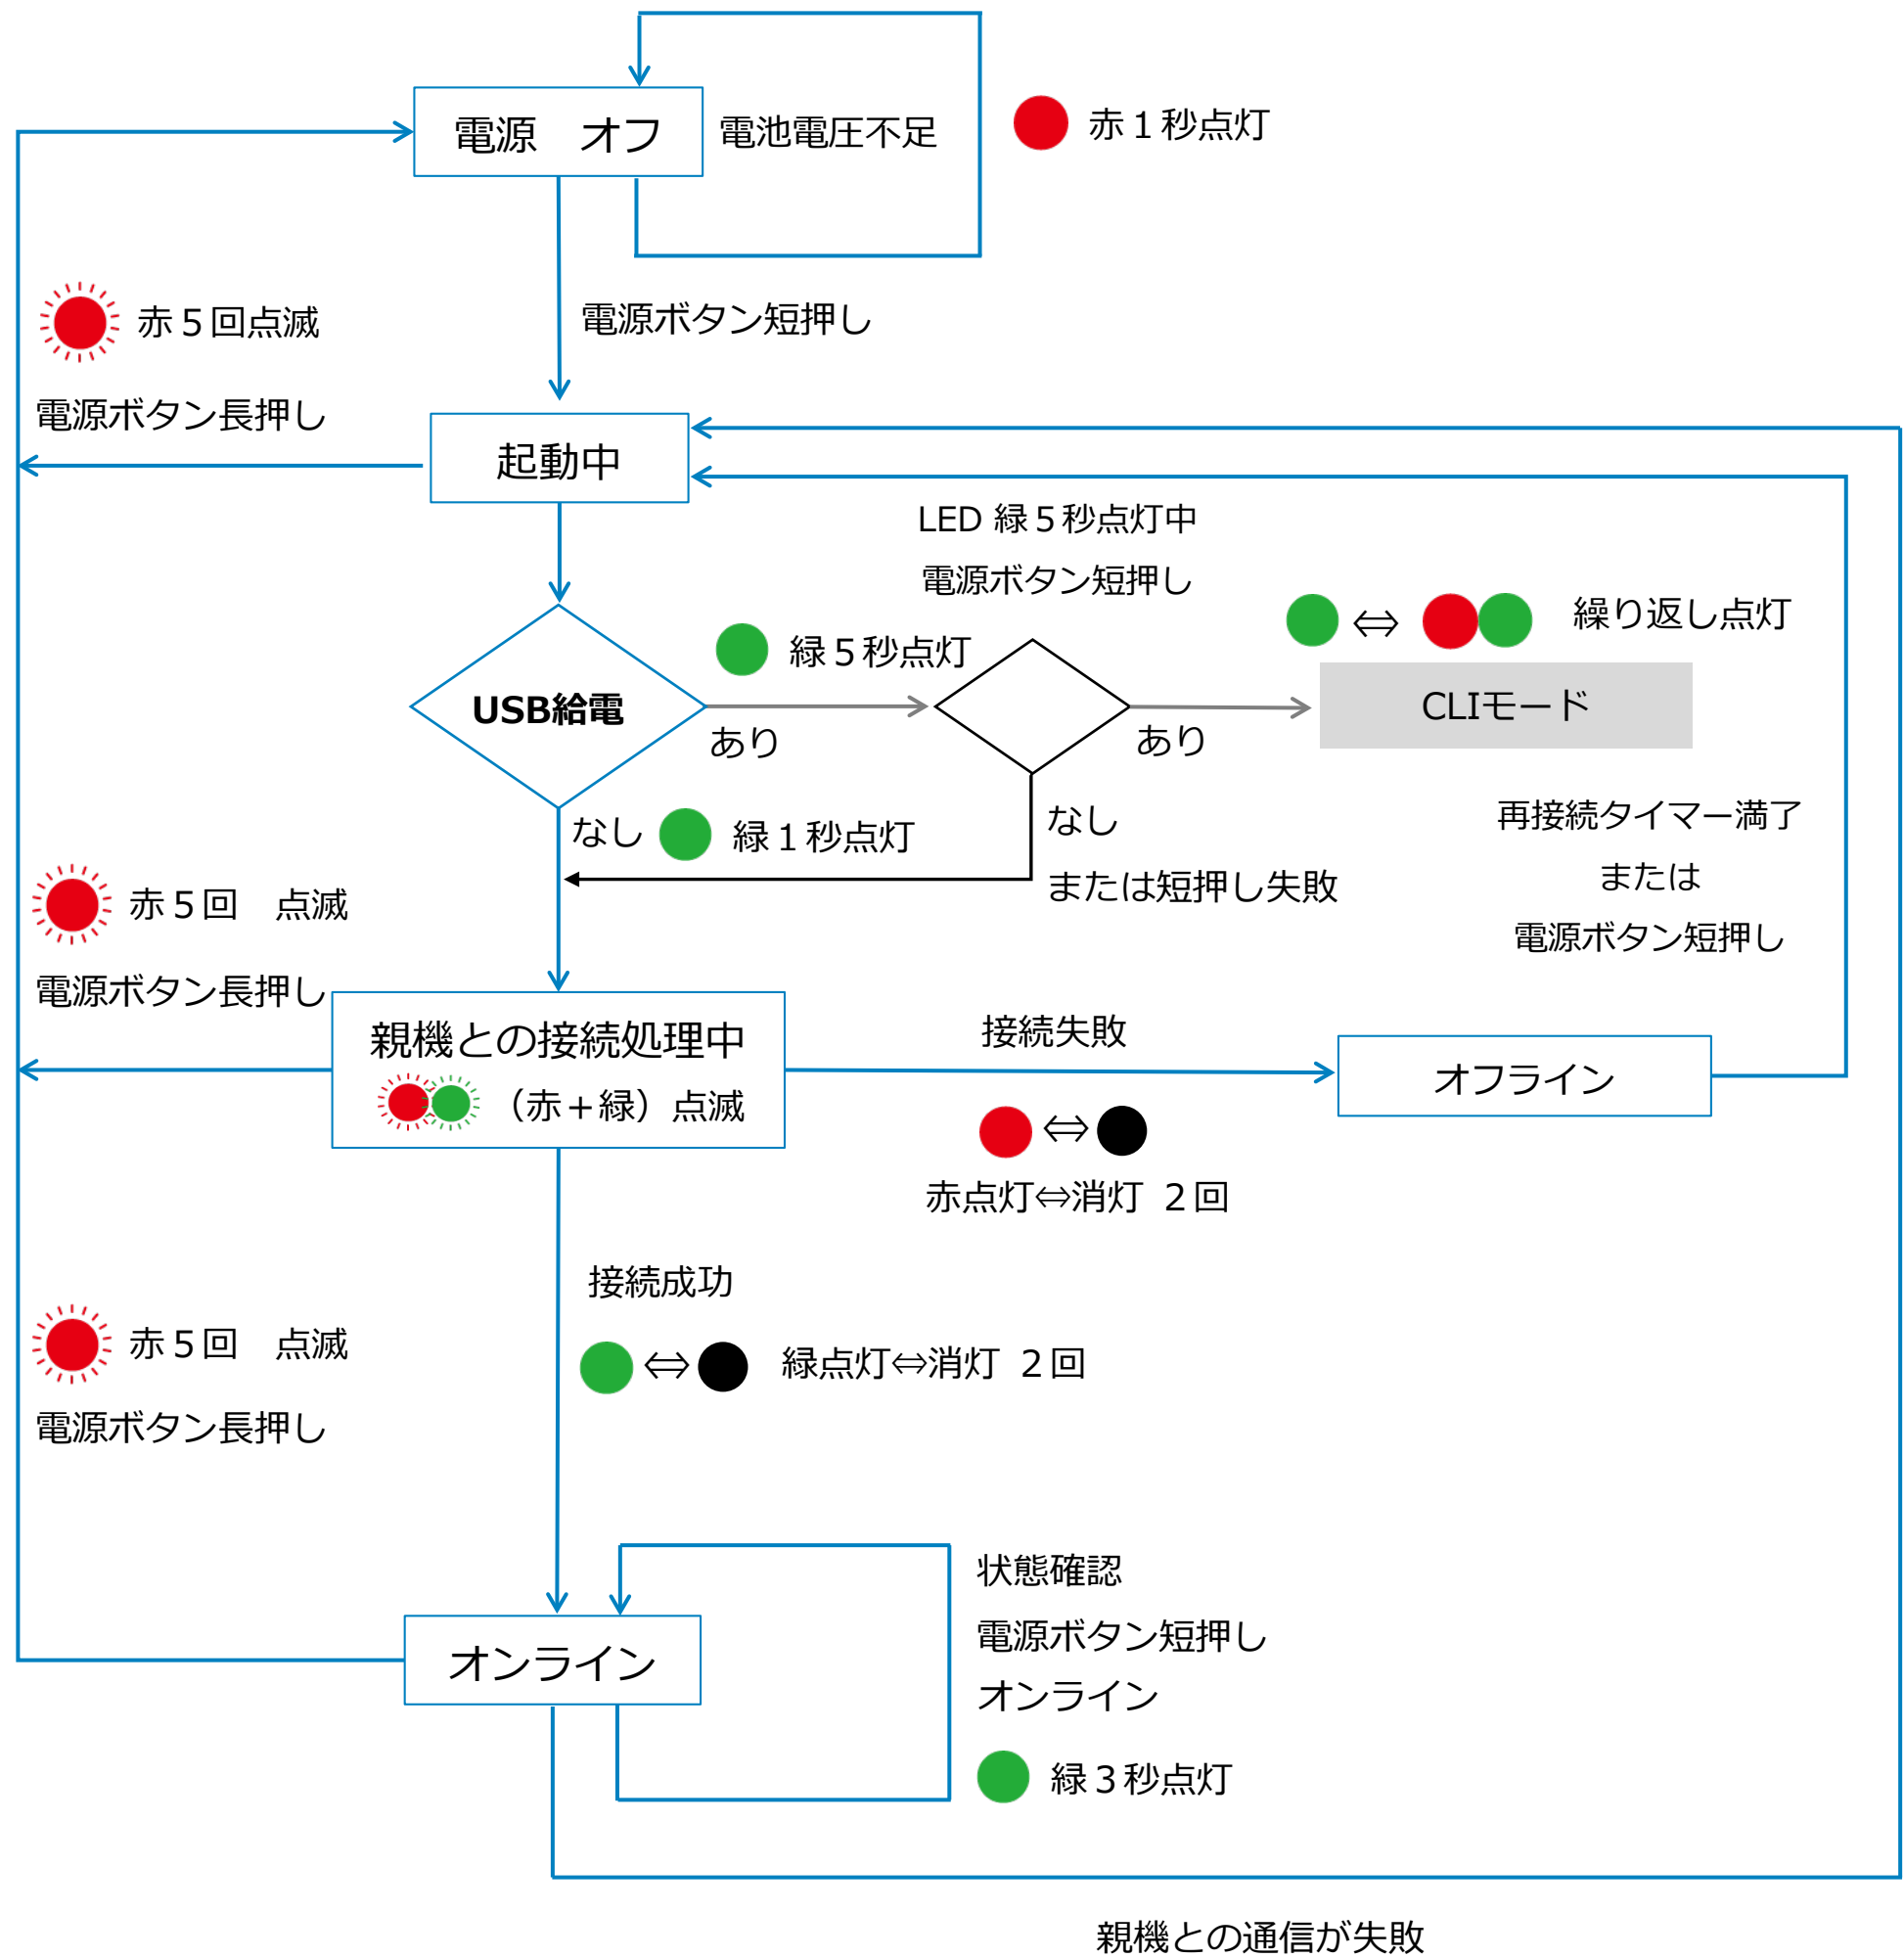 電源　オフ
電池電圧不足
赤１秒点灯
赤５回点滅
電源ボタン短押し
電源ボタン長押し
起動中
LED 緑５秒点灯中
電源ボタン短押し
繰り返し点灯
緑５秒点灯
USB給電
CLIモード
あり
あり
なし
緑１秒点灯
なし
または短押し失敗
再接続タイマー満了
または
電源ボタン短押し
赤５回　点滅
電源ボタン長押し
親機との接続処理中
（赤＋緑）点滅
接続失敗
オフライン
赤点灯⇔消灯 ２回
接続成功
赤５回　点滅
緑点灯⇔消灯 ２回
電源ボタン長押し
状態確認
電源ボタン短押し
オンライン
オンライン
緑３秒点灯
親機との通信が失敗